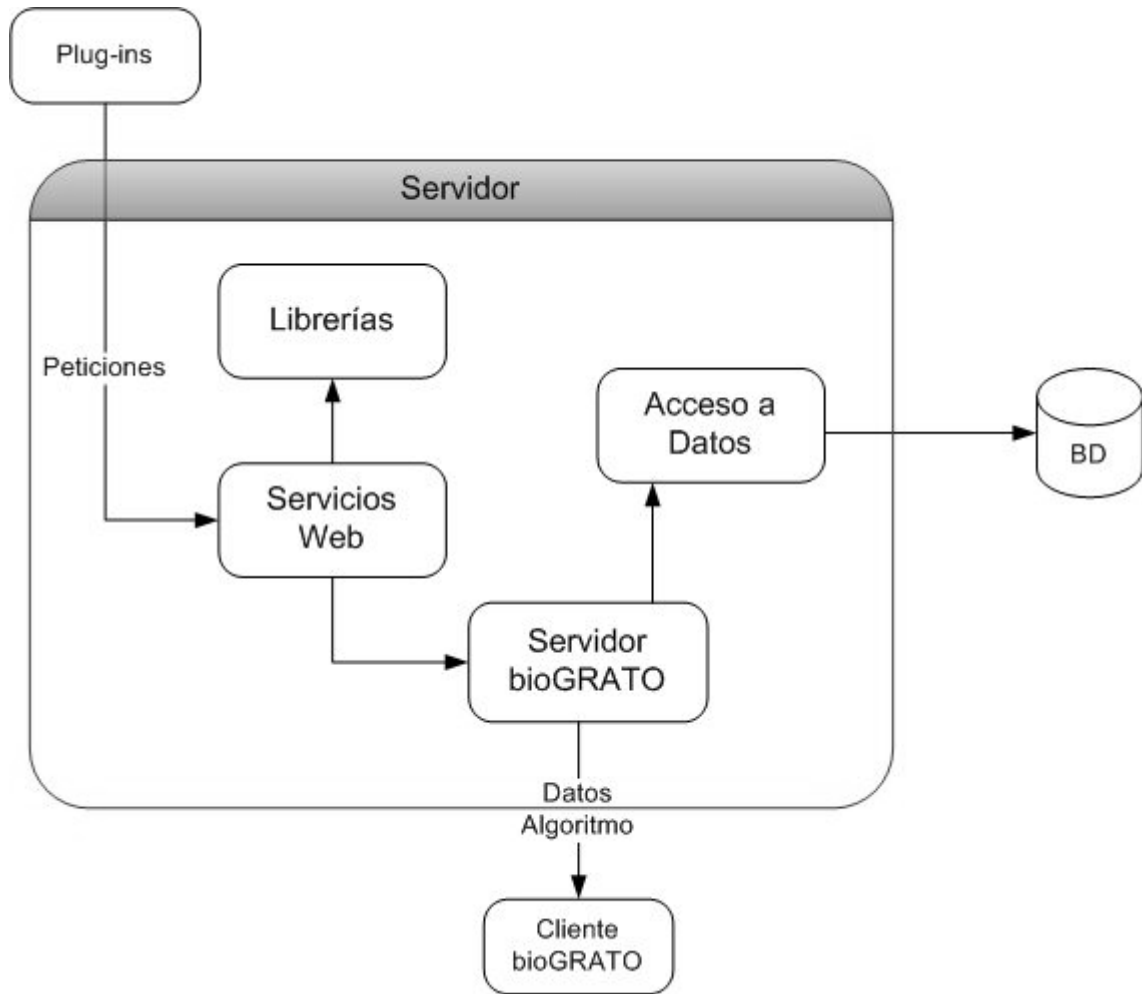 Plug-ins
Servidor
Librerías
Peticiones
Acceso a
Datos
BD
Servicios
Web
Servidor
bioGRATO
Datos
Algoritmo
Cliente
bioGRATO